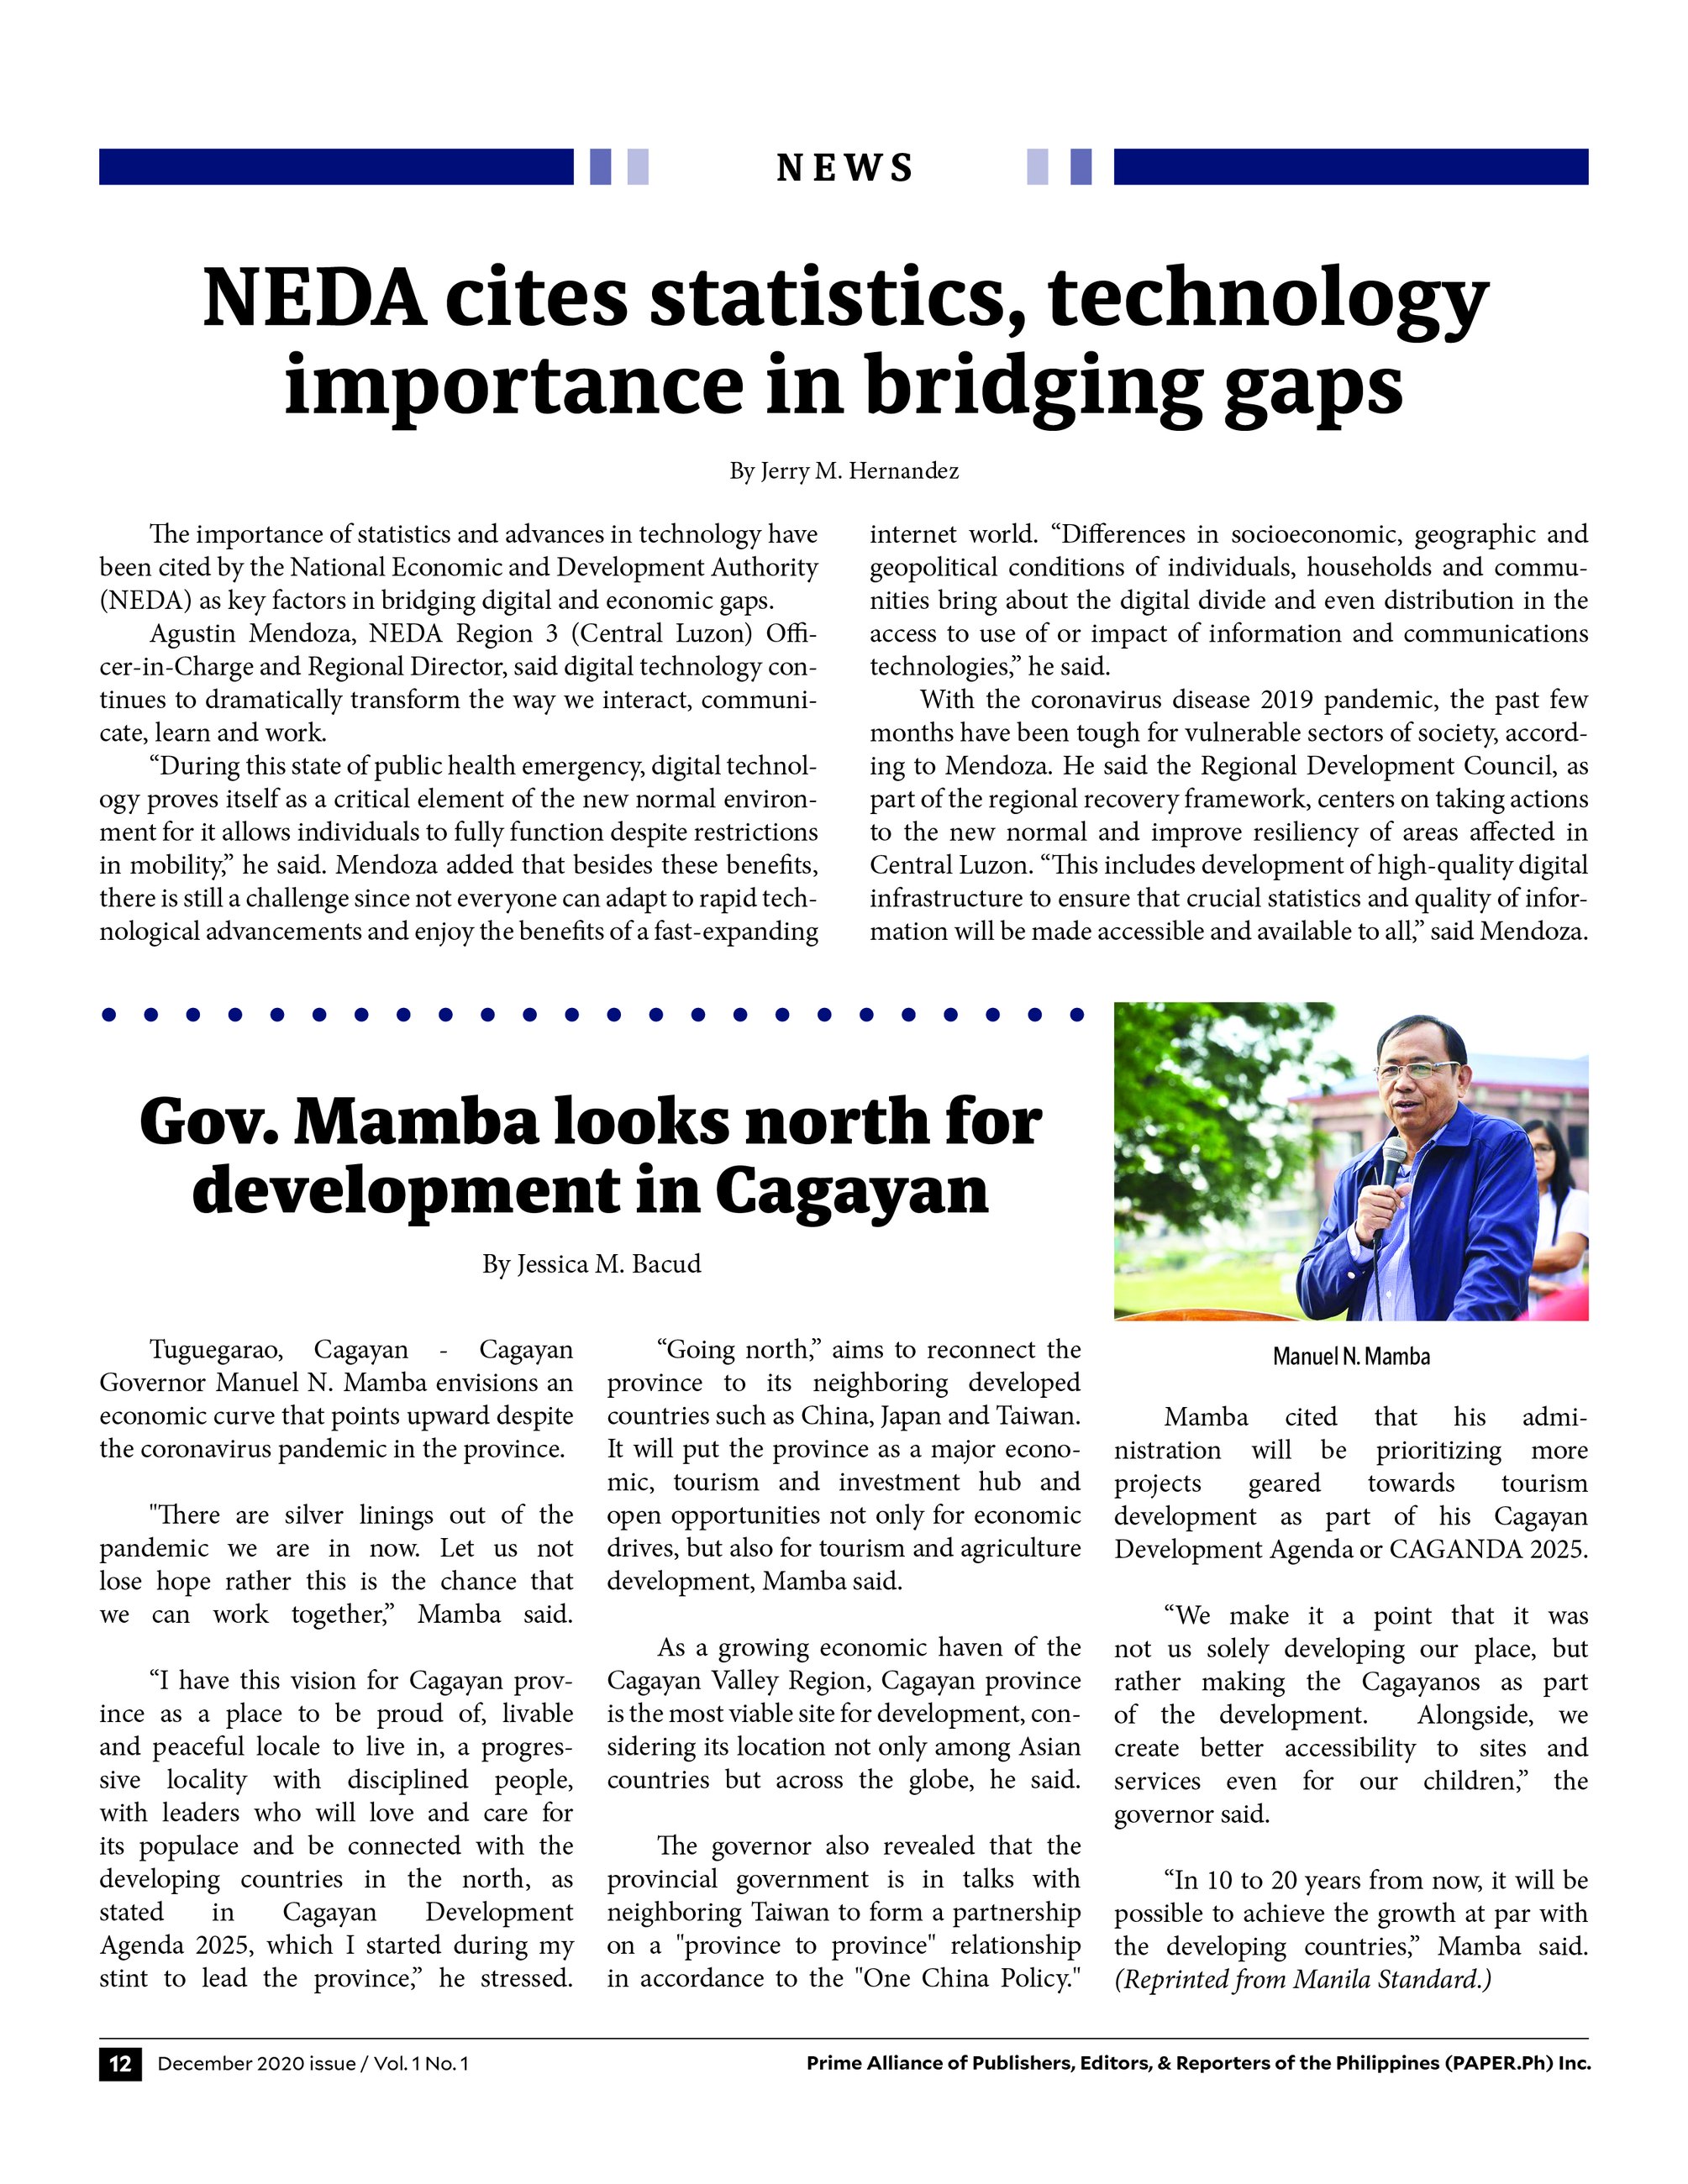 NEWS
NEDA cites statistics, technology
importance in bridging gaps
By Jerry M. Hernandez
The importance of statistics and advances in technology have
been cited by the National Economic and Development Authority
(NEDA) as key factors in bridging digital and economic gaps.
Agustin Mendoza, NEDA Region 3 (Central Luzon) Offi-
cer-in-Charge and Regional Director, said digital technology con-
tinues to dramatically transform the way we interact, communi-
cate, learn and work.
“During this state of public health emergency, digital technol-
ogy proves itself as a critical element of the new normal environ-
ment for it allows individuals to fully function despite restrictions
in mobility,” he said. Mendoza added that besides these benefits,
there is still a challenge since not everyone can adapt to rapid tech-
nological advancements and enjoy the benefits of a fast-expanding
internet world. “Differences in socioeconomic, geographic and
geopolitical conditions of individuals, households and commu-
nities bring about the digital divide and even distribution in the
access to use of or impact of information and communications
technologies,” he said.
With the coronavirus disease 2019 pandemic, the past few
months have been tough for vulnerable sectors of society, accord-
ing to Mendoza. He said the Regional Development Council, as
part of the regional recovery framework, centers on taking actions
to the new normal and improve resiliency of areas affected in
Central Luzon. “This includes development of high-quality digital
infrastructure to ensure that crucial statistics and quality of infor-
mation will be made accessible and available to all,” said Mendoza.
Gov. Mamba looks north for
development in Cagayan
By Jessica M. Bacud
Tuguegarao, Cagayan - Cagayan
Governor Manuel N. Mamba envisions an
economic curve that points upward despite
the coronavirus pandemic in the province.
"There are silver linings out of the
pandemic we are in now. Let us not
lose hope rather this is the chance that
we can work together,” Mamba said.
“I have this vision for Cagayan prov-
ince as a place to be proud of, livable
and peaceful locale to live in, a progres-
sive locality with disciplined people,
with leaders who will love and care for
its populace and be connected with the
developing countries in the north, as
stated in Cagayan Development
Agenda 2025, which I started during my
stint to lead the province,” he stressed.
“Going north,” aims to reconnect the
province to its neighboring developed
countries such as China, Japan and Taiwan.
It will put the province as a major econo-
mic, tourism and investment hub and
open opportunities not only for economic
drives, but also for tourism and agriculture
development, Mamba said.
As a growing economic haven of the
Cagayan Valley Region, Cagayan province
is the most viable site for development, con-
sidering its location not only among Asian
countries but across the globe, he said.
The governor also revealed that the
provincial government is in talks with
neighboring Taiwan to form a partnership
on a "province to province" relationship
in accordance to the "One China Policy."
Manuel N. Mamba
Mamba cited that his admi-
nistration will be prioritizing more
projects geared towards tourism
development as part of his Cagayan
Development Agenda or CAGANDA 2025.
“We make it a point that it was
not us solely developing our place, but
rather making the Cagayanos as part
of the development. Alongside, we
create better accessibility to sites and
services even for our children,” the
governor said.
“In 10 to 20 years from now, it will be
possible to achieve the growth at par with
the developing countries,” Mamba said.
(Reprinted from Manila Standard.)
12 December 2020 issue / Vol. 1 No. 1
Prime Alliance of Publishers, Editors, & Reporters of the Philippines (PAPER.Ph) Inc.